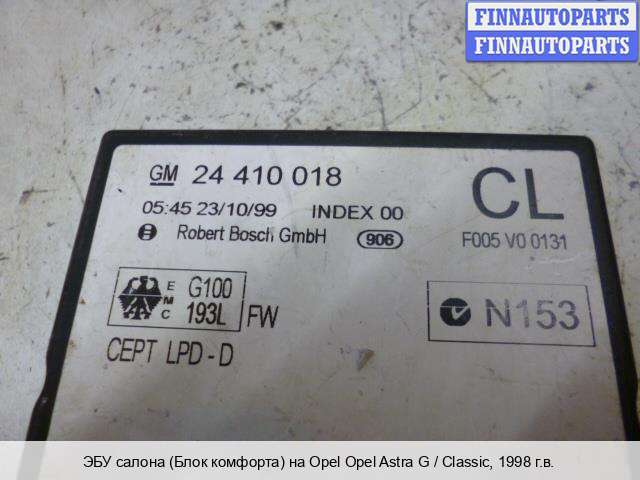 FINNAUTOPARTS
FINNAUTOPARTS
GM 24 410 018
CL
05:45 23/10/99 INDEX 00
Robert Bosch GmbH 906
F005 V0 0131
E M C G100 193L FW
N153
CEPT LPD - D
ЭБУ салона (Блок комфорта) на Opel Opel Astra G / Classic, 1998 г.в.